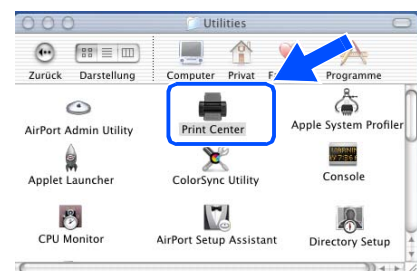 Utilities
Zurück Darstellung Computer Privat Programme
AirPort Admin Utility Print Center Apple System Profiler
Applet Launcher ColorSync Utility Console
CPU Monitor AirPort Setup Assistant Directory Setup